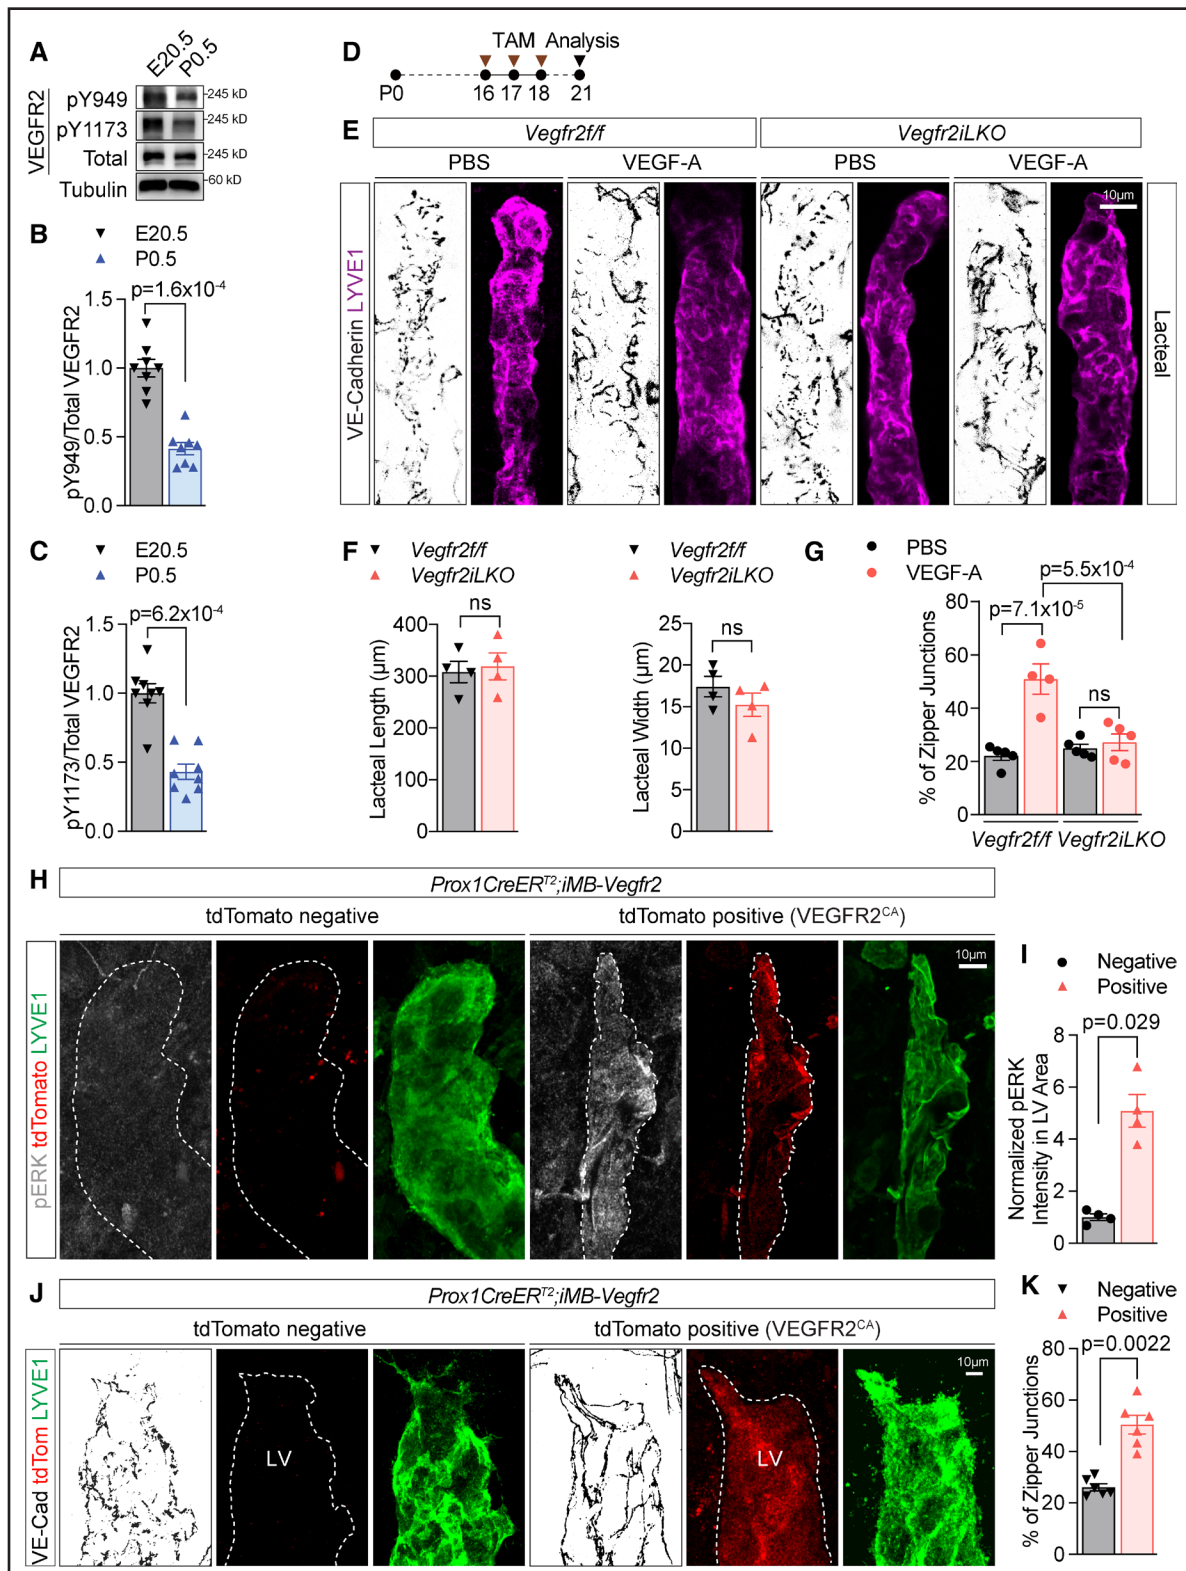 A
E20.5
P0.5
VEGFR2
pY949
245 kD
pY1173
245 kD
Total
245 kD
Tubulin
60 kD
B
E20.5
P0.5
p=1.6x10-4
pY949/Total VEGFR2
1.5
1.0
0.5
0.0
C
E20.5
P0.5
p=6.2x10-4
pY1173/Total VEGFR2
1.5
1.0
0.5
0.0
D
TAM Analysis
P0 16 17 18 21
E
Vegfr2f/f
Vegfr2iLKO
PBS VEGF-A PBS VEGF-A
VE-Cadherin LYVE1
10µm
Lacteal
F
Vegfr2f/f
Vegfr2iLKO
ns
Lacteal Length (µm)
400
300
200
100
0
Vegfr2f/f
Vegfr2iLKO
ns
Lacteal Width (µm)
25
20
15
10
5
0
G
PBS
VEGF-A
p=5.5x10-4
p=7.1x10-5
ns
% of Zipper Junctions
80
60
40
20
0
Vegfr2f/f Vegfr2iLKO
H
Prox1CreERT2;iMB-Vegfr2
tdTomato negative
tdTomato positive (VEGFR2CA)
pERK tdTomato LYVE1
10µm
I
Negative
Positive
p=0.029
Normalized pERK
Intensity in LV Area
8
6
4
2
0
J
Prox1CreERT2;iMB-Vegfr2
tdTomato negative
tdTomato positive (VEGFR2CA)
VE-Cad tdTom LYVE1
LV
LV
10µm
K
Negative
Positive
p=0.0022
% of Zipper Junctions
80
60
40
20
0